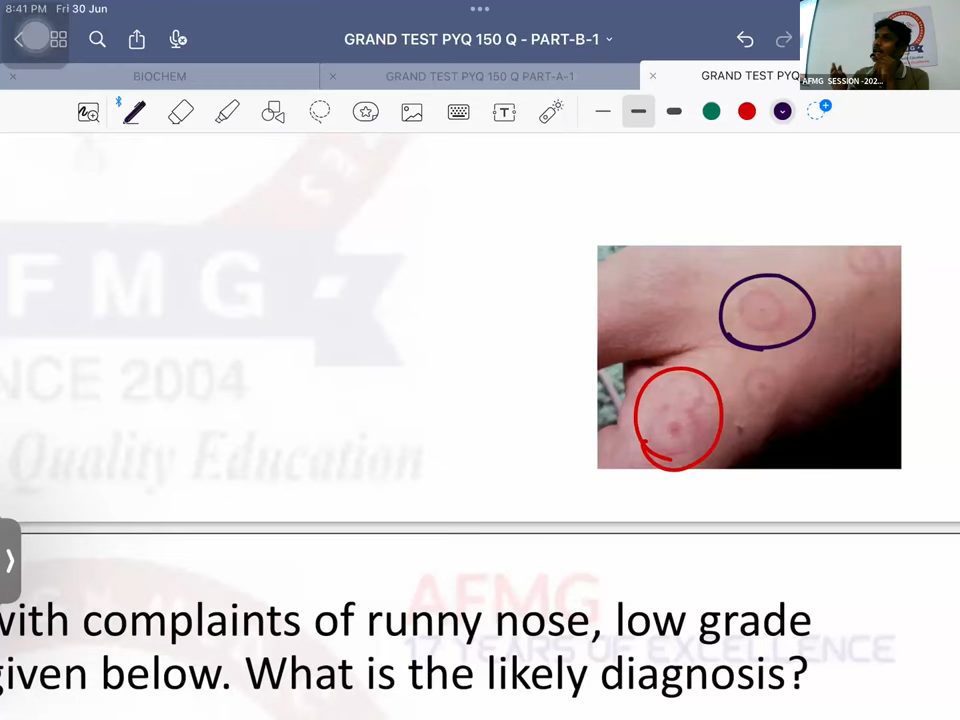 8:41 PM Fri 30 Jun
GRAND TEST PYQ 150 Q - PART-B-1
BIOCHEM
GRAND TEST PYQ 150 Q PART-A-1
GRAND TEST PYQ
AFMG SESSION -202...
T
ES
FMG
NCE 2004
Quality Education
AFMG
17 YEARS OF EXCELLENCE
with complaints of runny nose, low grade
given below. What is the likely diagnosis?